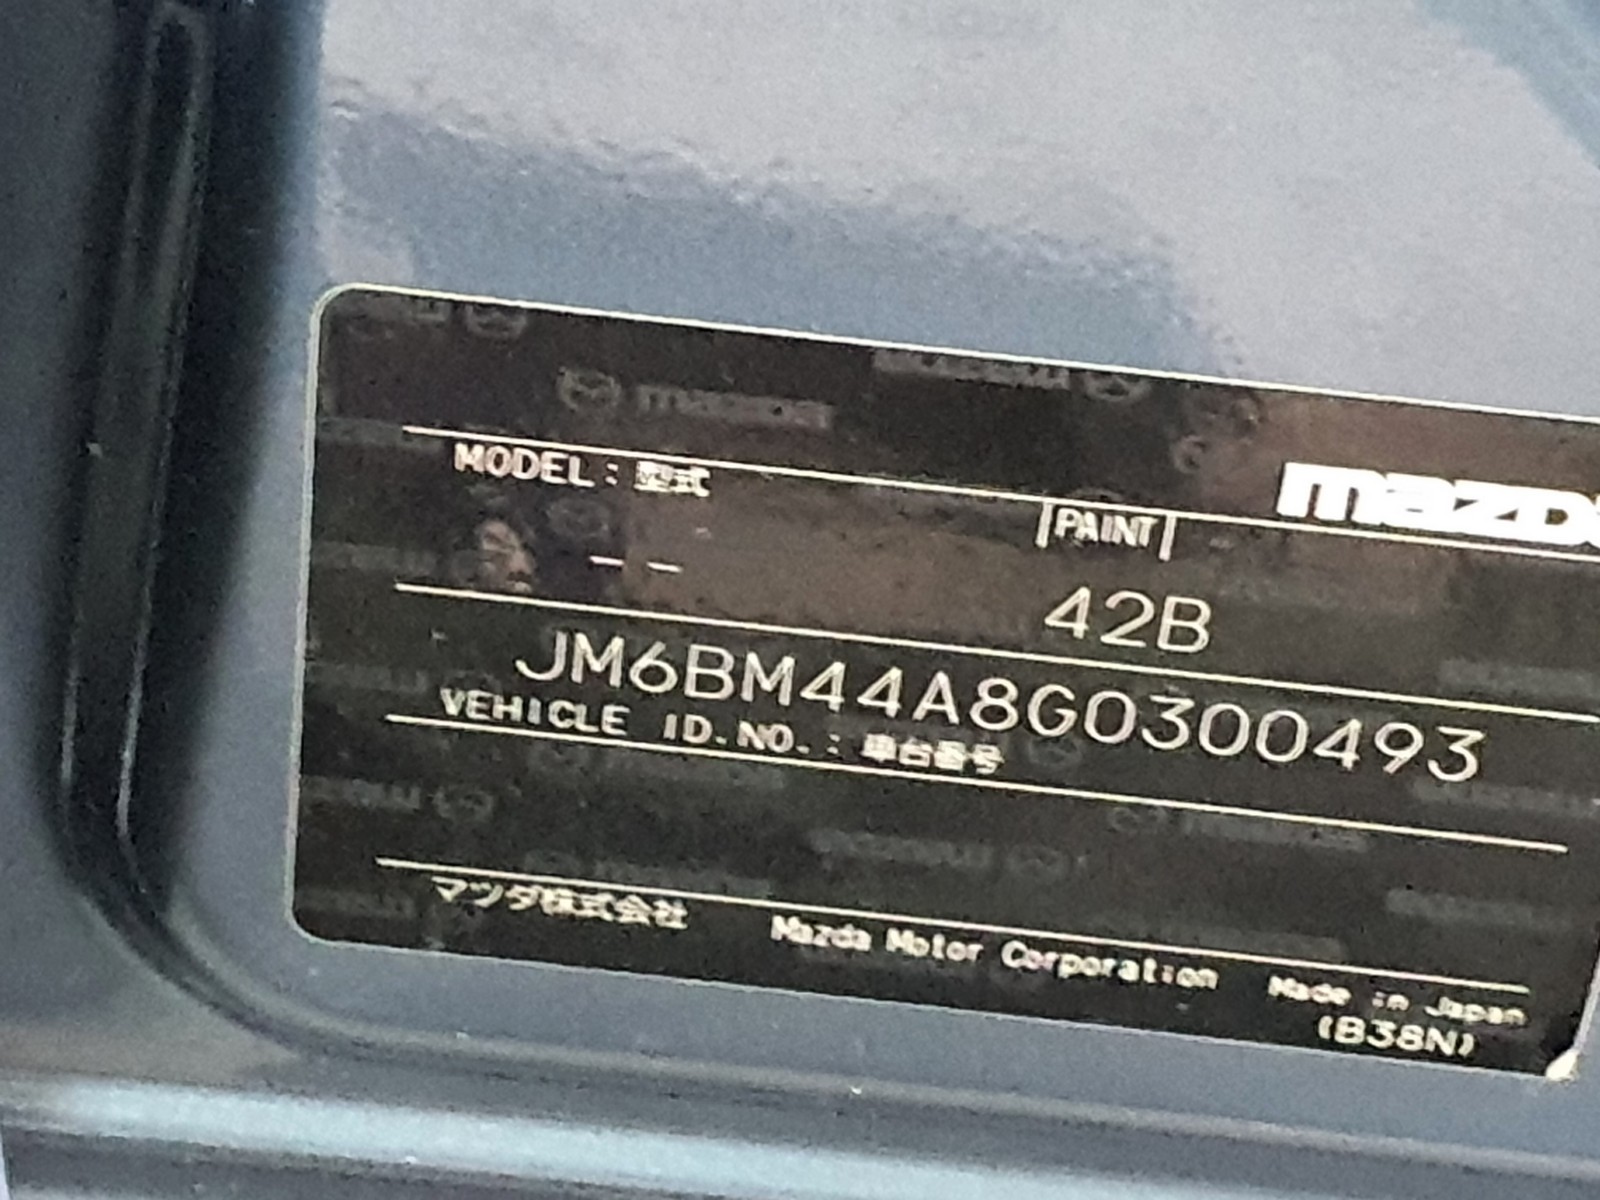 mazda
MODEL : 型式
PAINT
- -
42B
JM6BM44A8G0300493
VEHICLE ID.NO. : 車台番号
マツダ株式会社 Mazda Motor Corporation Made in Japan
(B38N)